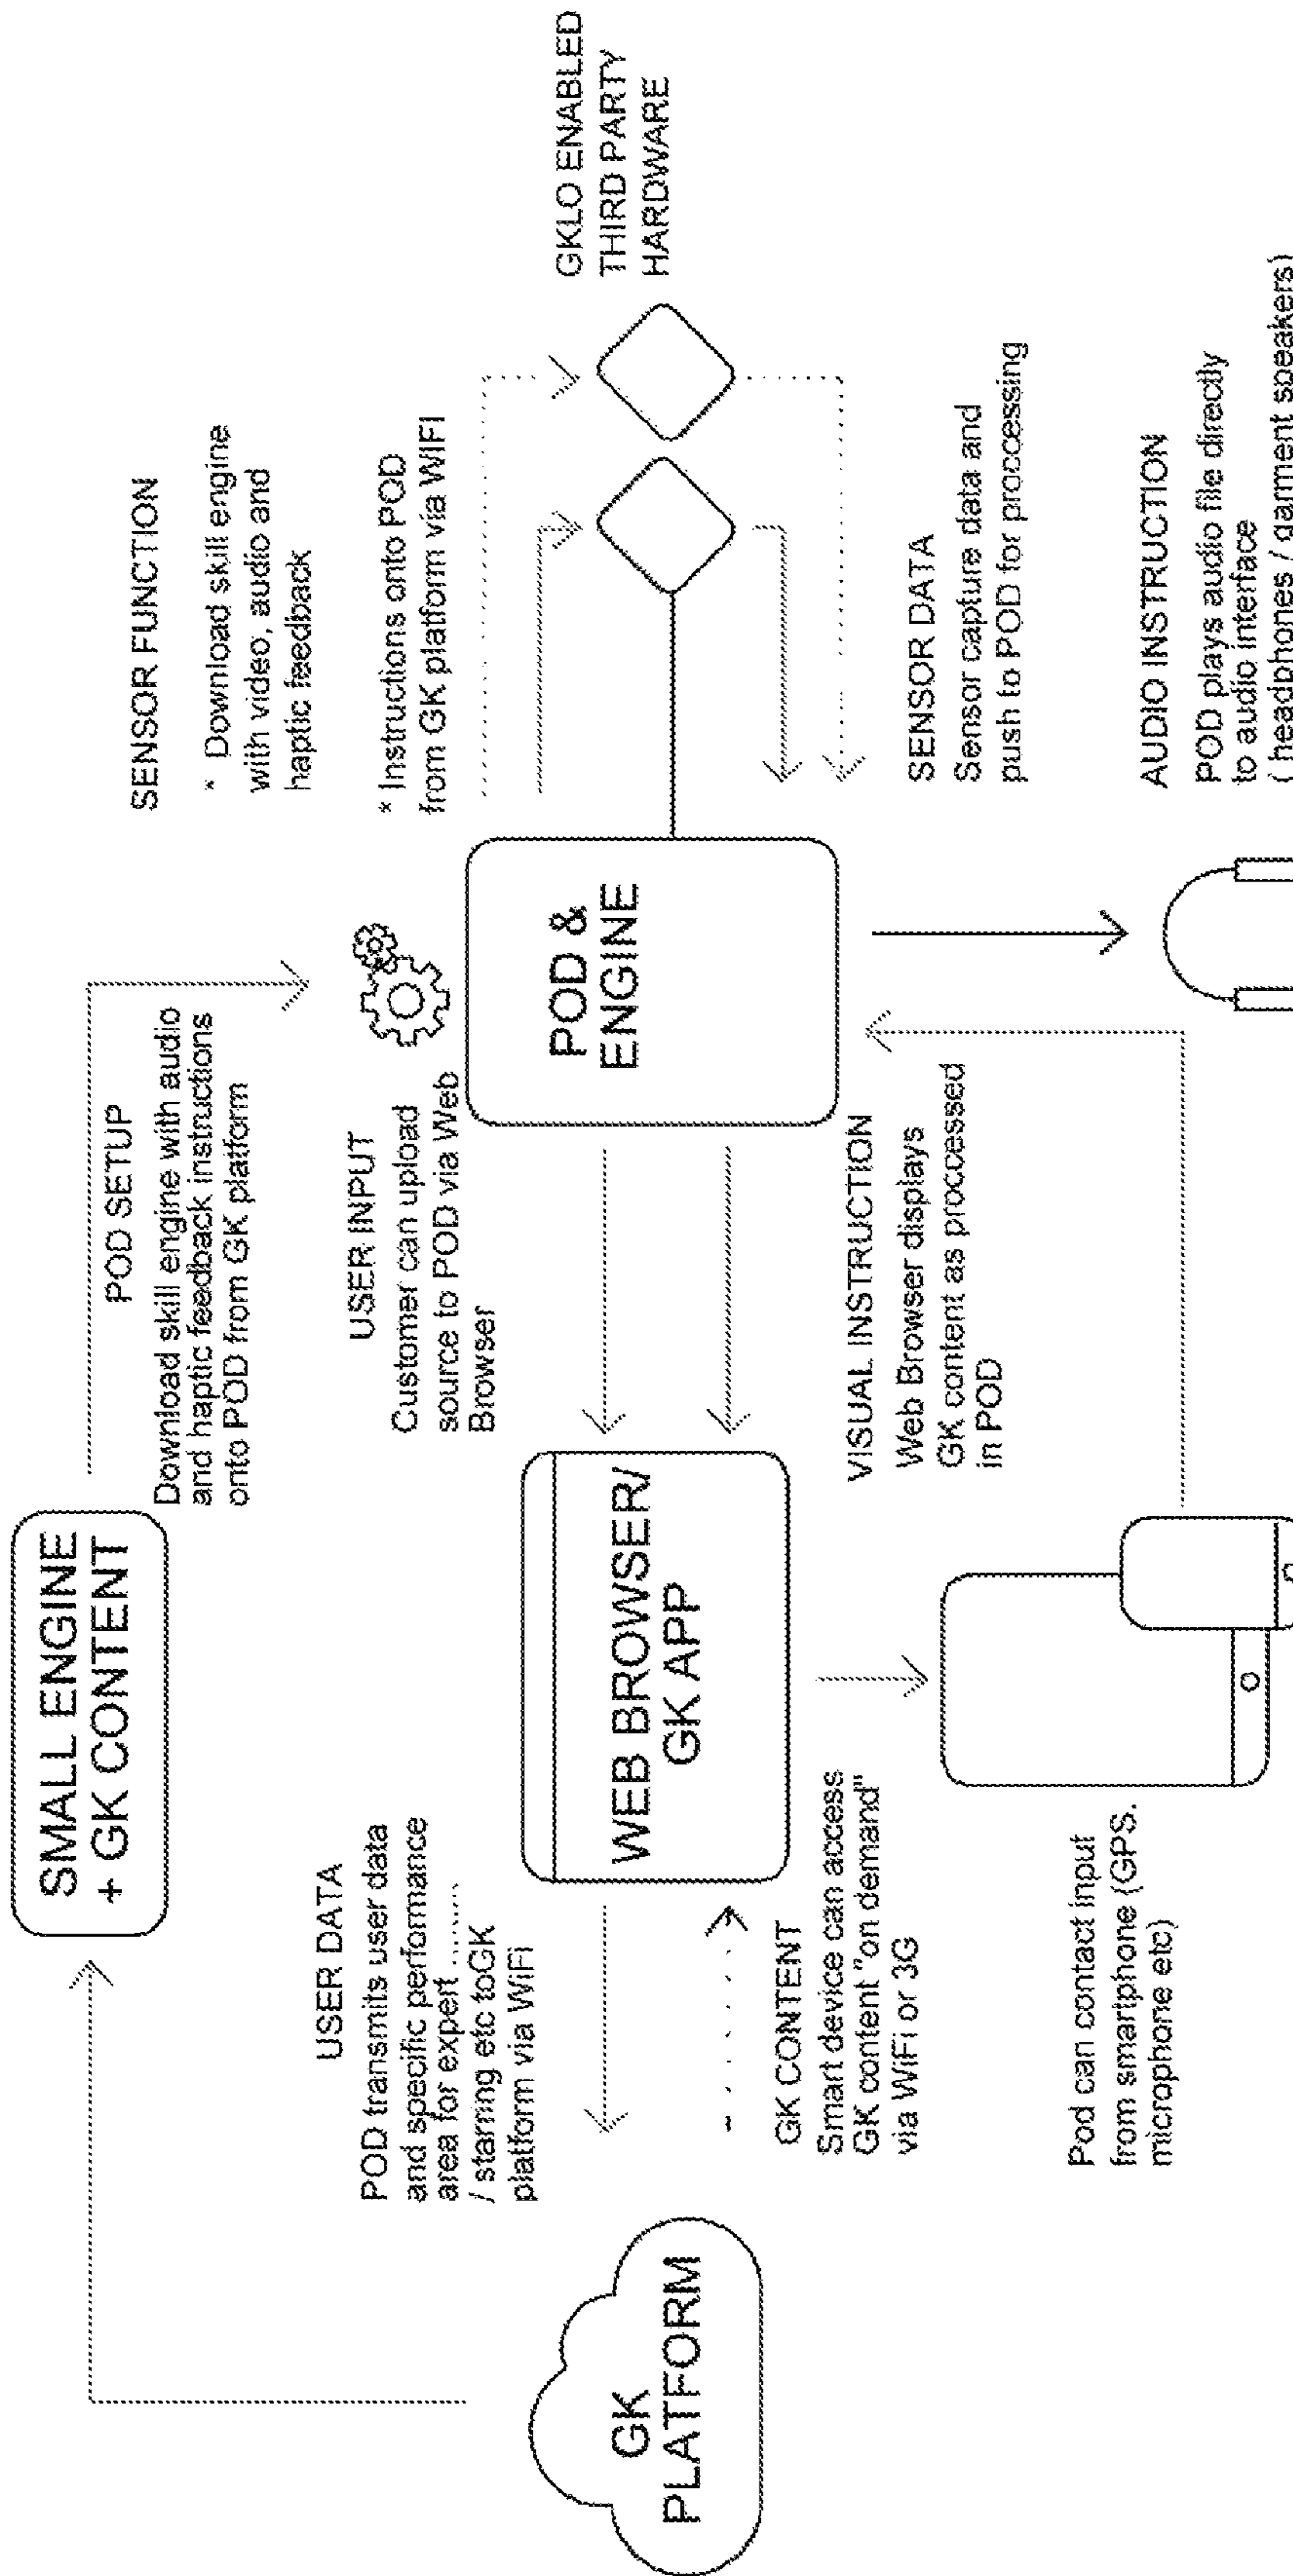 SMALL ENGINE
+ GK CONTENT
POD SETUP
Download skill engine with audio
and haptic feedback instructions
onto POD from GK platform
SENSOR FUNCTION
* Download skill engine
with video, audio and
haptic feedback
* Instructions onto POD
from GK platform via WIFI
GKLO ENABLED
THIRD PARTY
HARDWARE
USER DATA
POD transmits user data
and specific performance
area for expert ........
/ starring etc toGK
platform via WiFi
USER INPUT
Customer can upload
source to POD via Web
Browser
GK
PLATFORM
WEB BROWSER/
GK APP
POD &
ENGINE
GK CONTENT
Smart device can access
GK content "on demand"
via WiFi or 3G
VISUAL INSTRUCTION
Web Browser displays
GK content as proccessed
in POD
SENSOR DATA
Sensor capture data and
push to POD for proccessing
Pod can contact input
from smartphone (GPS.
microphone etc)
AUDIO INSTRUCTION
POD plays audio file directly
to audio interface
( headphones / garment speakers)